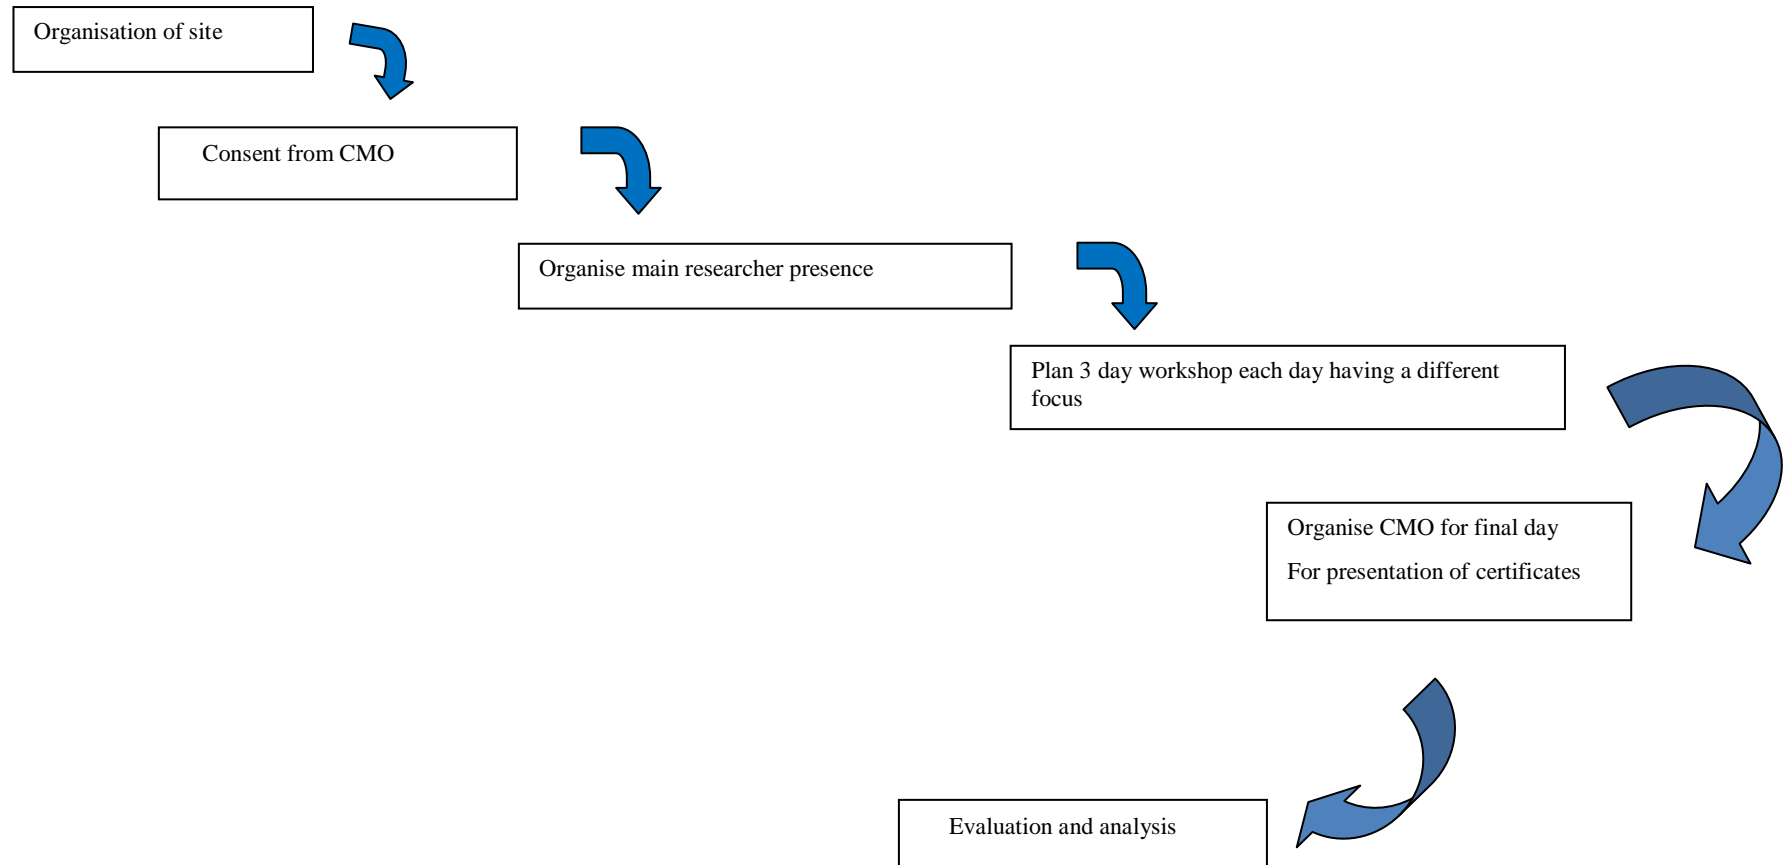 Organisation of site
Consent from CMO
Organise main researcher presence
Plan 3 day workshop each day having a different
focus
Organise CMO for final day
For presentation of certificates
Evaluation and analysis